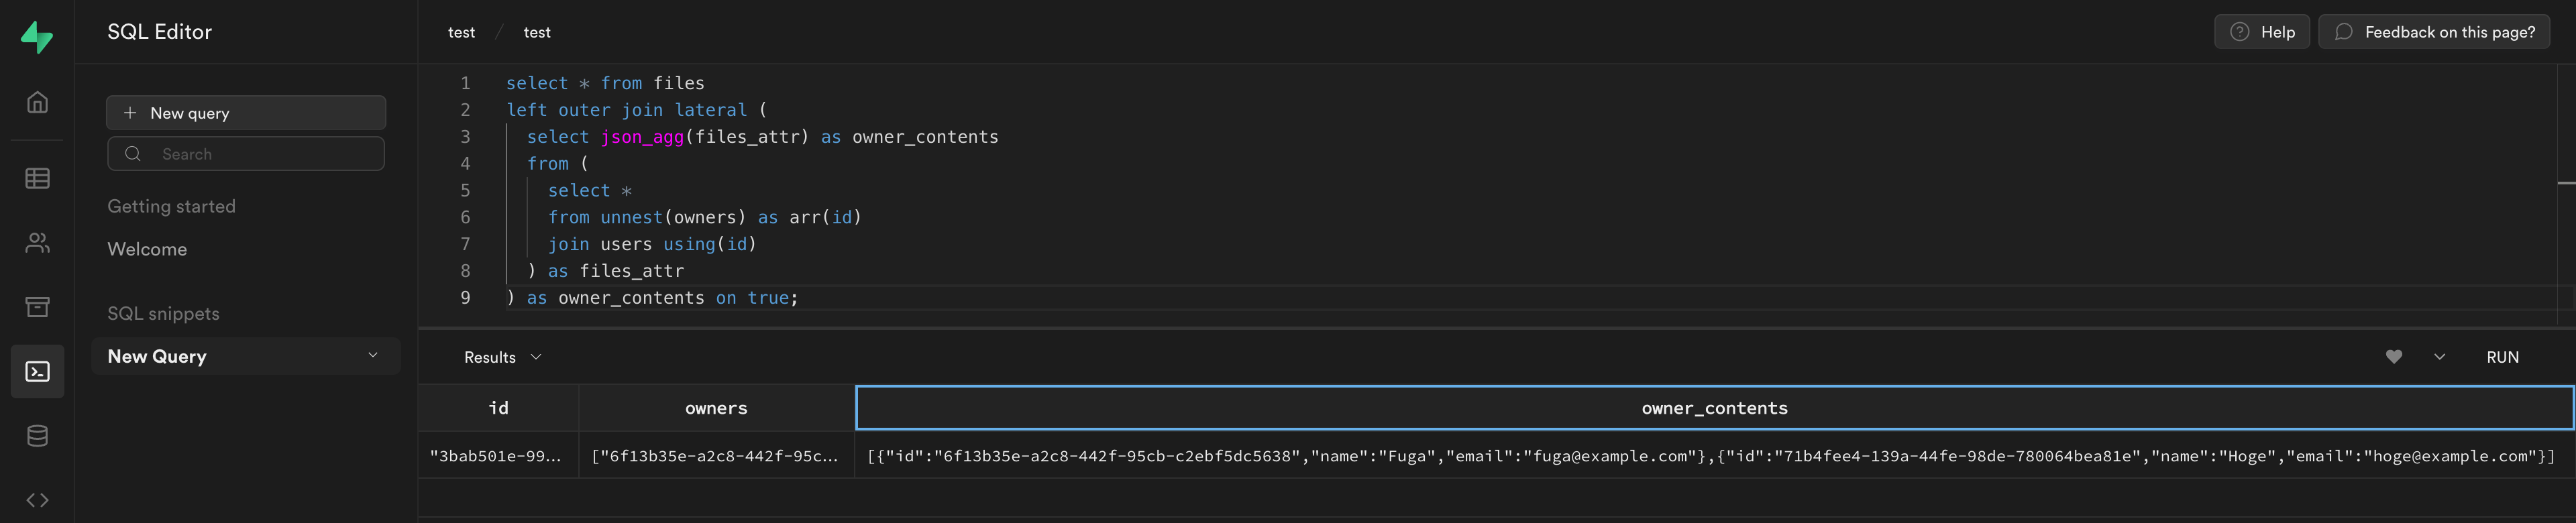 SQL Editor
test / test
Help
Feedback on this page?
+ New query
Search
Getting started
Welcome
SQL snippets
New Query
1 select * from files
2 left outer join lateral (
3 select json_agg(files_attr) as owner_contents
4 from (
5 select *
6 from unnest(owners) as arr(id)
7 join users using(id)
8 ) as files_attr
9 ) as owner_contents on true;
Results
RUN
id owners owner_contents
"3bab501e-99... ["6f13b35e-a2c8-442f-95c... [{"id":"6f13b35e-a2c8-442f-95cb-c2ebf5dc5638","name":"Fuga","email":"fuga@example.com"},{"id":"71b4fee4-139a-44fe-98de-780064bea81e","name":"Hoge","email":"hoge@example.com"}]